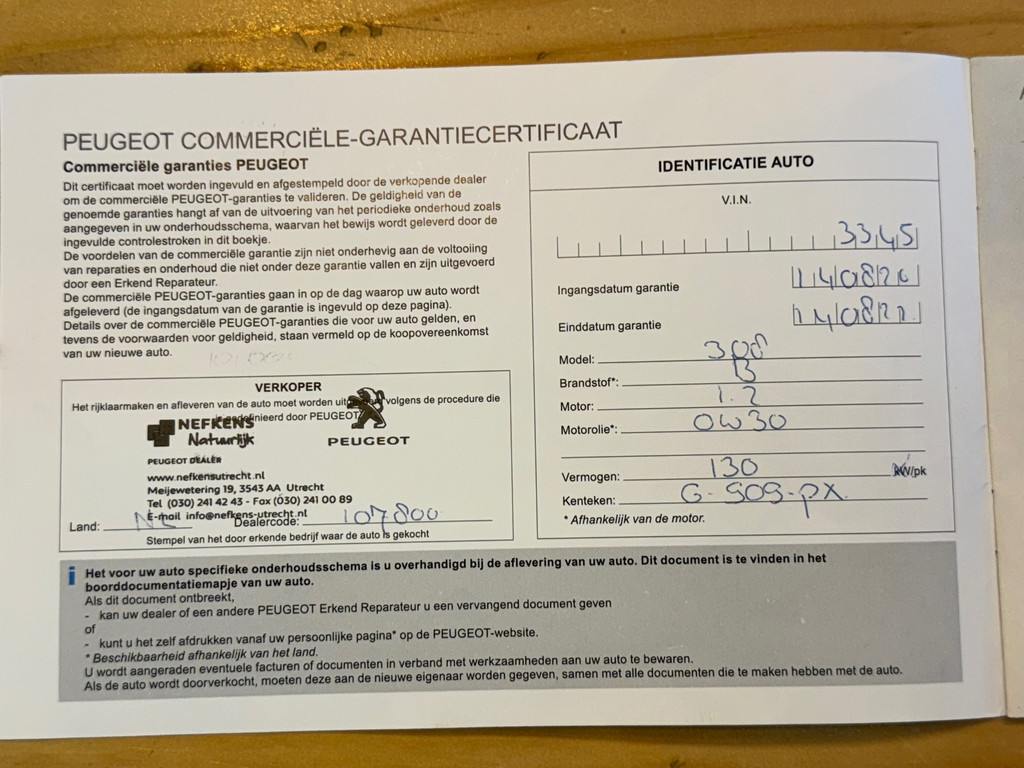 PEUGEOT COMMERCIËLE-GARANTIECERTIFICAAT
Commerciële garanties PEUGEOT
Dit certificaat moet worden ingevuld en afgestempeld door de verkopende dealer
om de commerciële PEUGEOT-garanties te valideren. De geldigheid van de
genoemde garanties hangt af van de uitvoering van het periodieke onderhoud zoals
aangegeven in uw onderhoudsschema, waarvan het bewijs wordt geleverd door de
ingevulde controlestroken in dit boekje.
De voordelen van de commerciële garantie zijn niet onderhevig aan de voltooiing
van reparaties en onderhoud die niet onder deze garantie vallen en zijn uitgevoerd
door een Erkend Reparateur.
De commerciële PEUGEOT-garanties gaan in op de dag waarop uw auto wordt
afgeleverd (de ingangsdatum van de garantie is ingevuld op deze pagina).
Details over de commerciële PEUGEOT-garanties die voor uw auto gelden, en
tevens de voorwaarden voor geldigheid, staan vermeld op de koopovereenkomst
van uw nieuwe auto.
VERKOPER
Het rijklaarmaken en afleveren van de auto moet worden volgens de procedure die
gedefinieerd door PEUGEOT
NEFKENS
Natuurlijk
PEUGEOT
PEUGEOT DEALER
www.nefkensutrecht.nl
Meijewetering 19, 3543 AA Utrecht
Tel (030) 241 42 43 - Fax (030) 241 00 89
E-mail info@nefkens-utrecht.nl
Land: NL Dealercode: 107800
Stempel van het door erkende bedrijf waar de auto is gekocht
IDENTIFICATIE AUTO
V.I.N.
3345
Ingangsdatum garantie 140820
Einddatum garantie 140822
Model: 308
Brandstof*: B
Motor: 1.2
Motorolie*: 0W30
Vermogen: 130 kW/pk
Kenteken: G-909-PX
* Afhankelijk van de motor.
i Het voor uw auto specifieke onderhoudsschema is u overhandigd bij de aflevering van uw auto. Dit document is te vinden in het
boorddocumentatiemapje van uw auto.
Als dit document ontbreekt,
- kan uw dealer of een andere PEUGEOT Erkend Reparateur u een vervangend document geven
of
- kunt u het zelf afdrukken vanaf uw persoonlijke pagina* op de PEUGEOT-website.
* Beschikbaarheid afhankelijk van het land.
U wordt aangeraden eventuele facturen of documenten in verband met werkzaamheden aan uw auto te bewaren.
Als de auto wordt doorverkocht, moeten deze aan de nieuwe eigenaar worden gegeven, samen met alle documenten die te maken hebben met de auto.